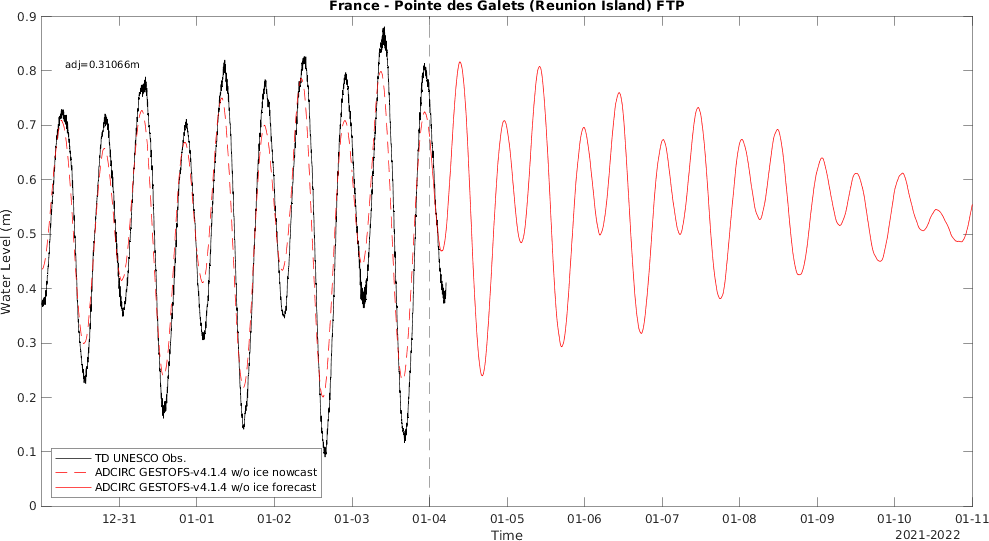 France - Pointe des Galets (Reunion Island) FTP
adj=0.31066m
0.9
0.8
0.7
0.6
0.5
0.4
0.3
0.2
0.1
0
Water Level (m)
TD UNESCO Obs.
ADCIRC GESTOFS-v4.1.4 w/o ice nowcast
ADCIRC GESTOFS-v4.1.4 w/o ice forecast
12-31 01-01 01-02 01-03 01-04 01-05 01-06 01-07 01-08 01-09 01-10 01-11
Time
2021-2022